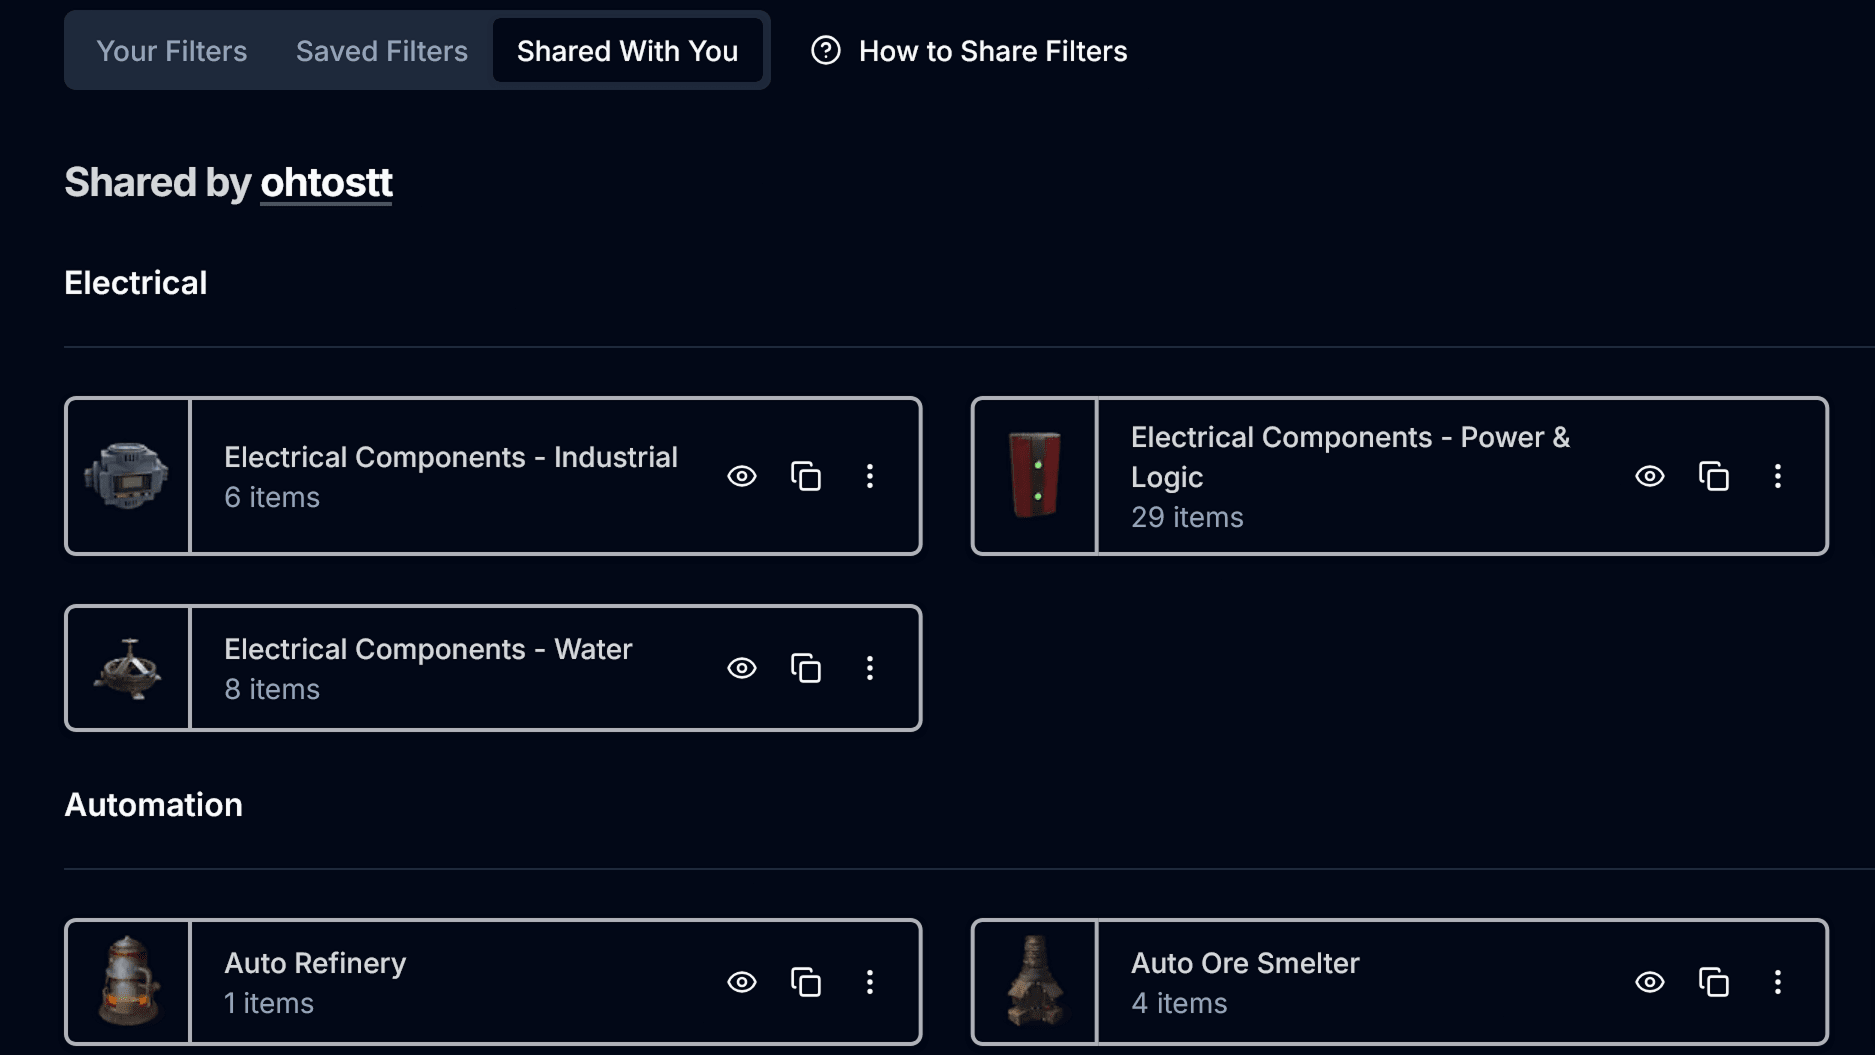 Your Filters
Saved Filters
Shared With You
How to Share Filters
Shared by ohtostt
Electrical
Electrical Components - Industrial
6 items
Electrical Components - Power &
Logic
29 items
Electrical Components - Water
8 items
Automation
Auto Refinery
1 items
Auto Ore Smelter
4 items